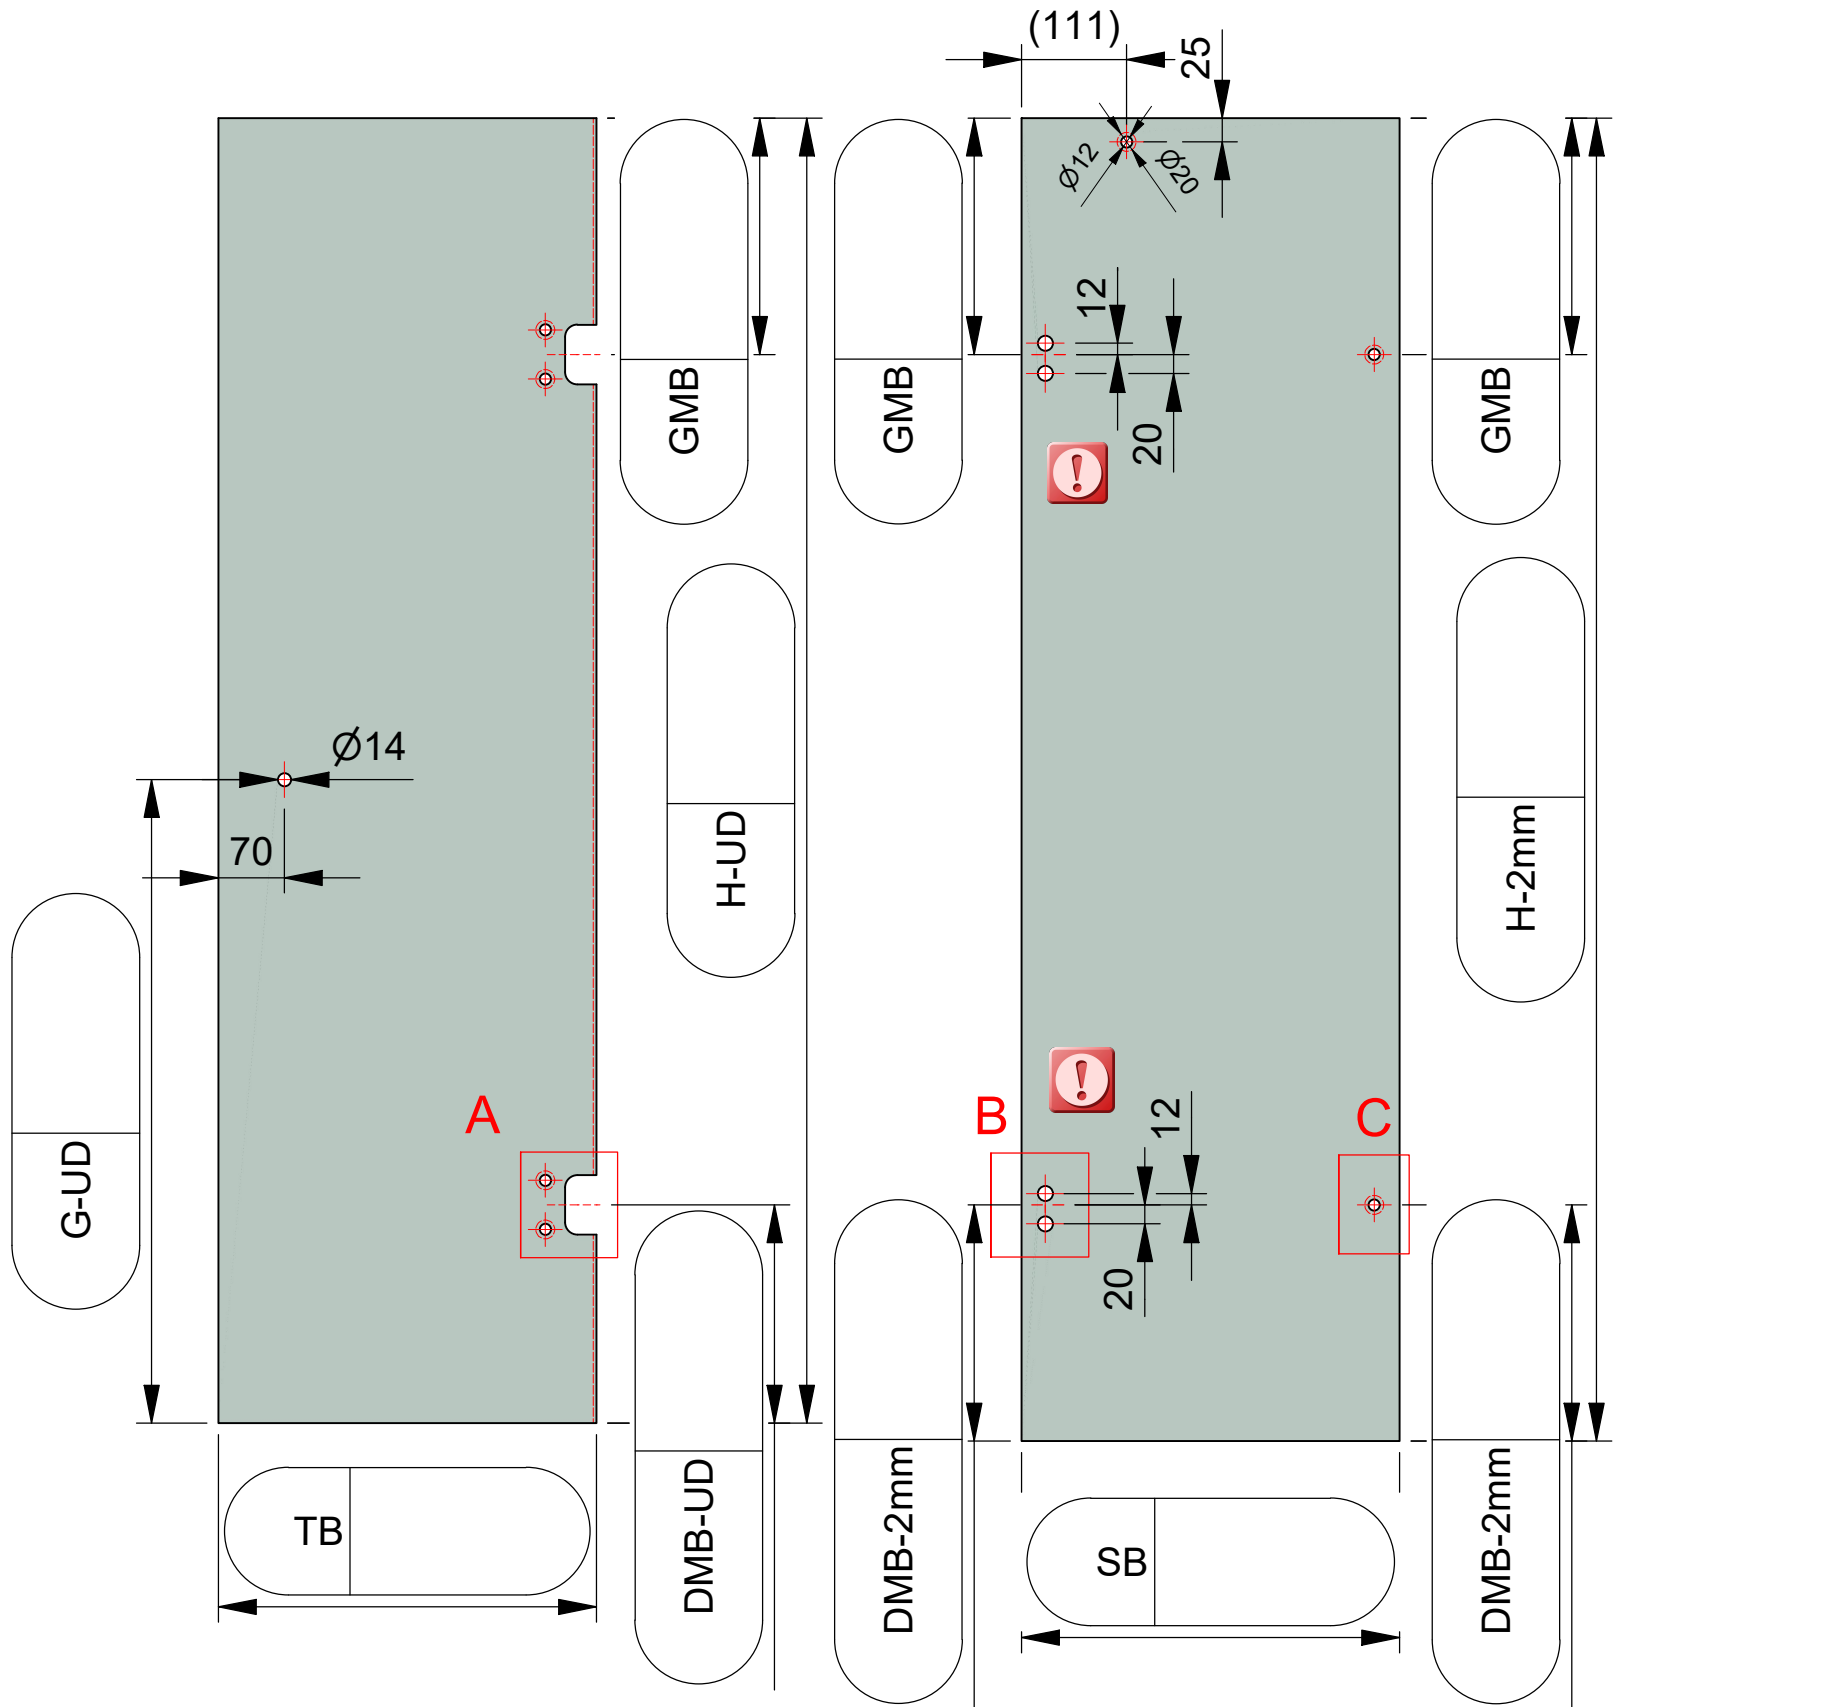 (111)
25
Ø12
Ø20
12
20
GMB
GMB
GMB
Ø14
70
H-UD
H-2mm
G-UD
A
B
C
12
20
TB
DMB-UD
DMB-2mm
SB
DMB-2mm